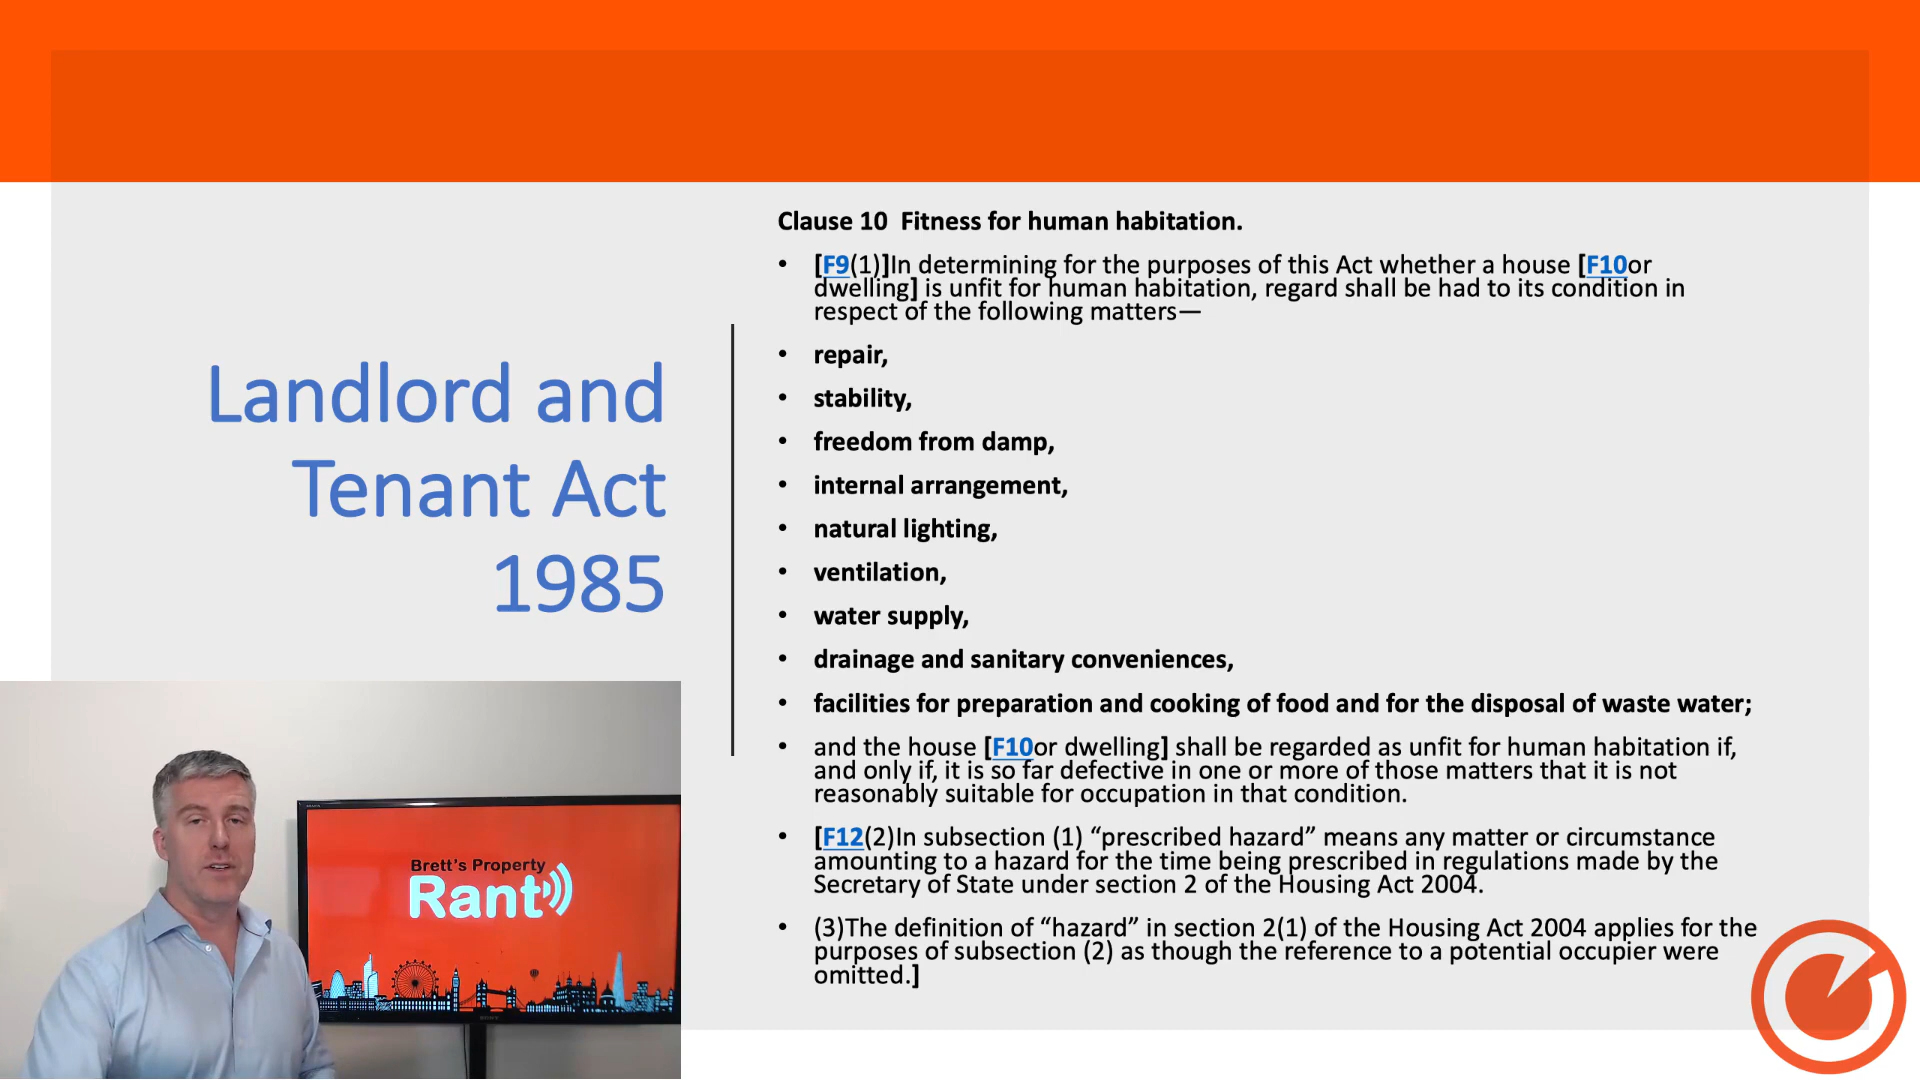 Landlord and
Tenant Act
1985
Clause 10  Fitness for human habitation.
• [F9(1)]In determining for the purposes of this Act whether a house [F10or
dwelling] is unfit for human habitation, regard shall be had to its condition in
respect of the following matters—
• repair,
• stability,
• freedom from damp,
• internal arrangement,
• natural lighting,
• ventilation,
• water supply,
• drainage and sanitary conveniences,
• facilities for preparation and cooking of food and for the disposal of waste water;
• and the house [F10or dwelling] shall be regarded as unfit for human habitation if,
and only if, it is so far defective in one or more of those matters that it is not
reasonably suitable for occupation in that condition.
• [F12(2)In subsection (1) “prescribed hazard” means any matter or circumstance
amounting to a hazard for the time being prescribed in regulations made by the
Secretary of State under section 2 of the Housing Act 2004.
• (3)The definition of “hazard” in section 2(1) of the Housing Act 2004 applies for the
purposes of subsection (2) as though the reference to a potential occupier were
omitted.]
Brett's Property
Rant
SONY